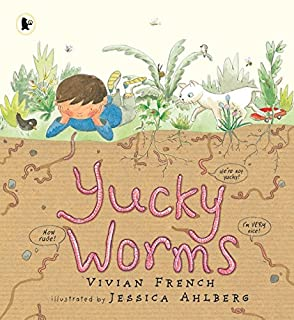 We're not
yucky!
Yucky
How
rude!
I'm VERY
nice!
Worms
VIVIAN FRENCH
illustrated by JESSICA AHLBERG